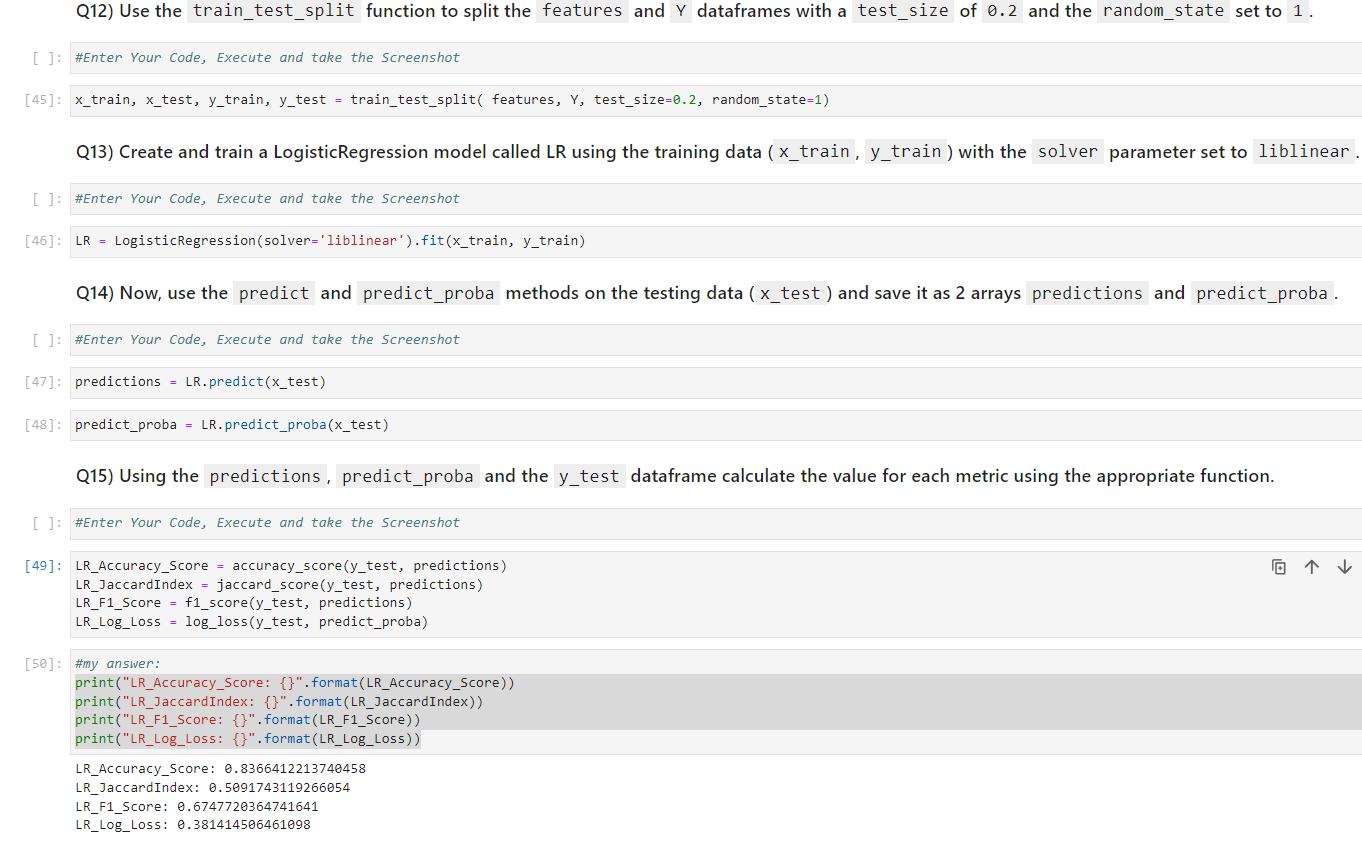 Q12) Use the train_test_split function to split the features and Y dataframes with a test_size of 0.2 and the random_state set to 1.
[ ]: #Enter Your Code, Execute and take the Screenshot
[45]: x_train, x_test, y_train, y_test = train_test_split( features, Y, test_size=0.2, random_state=1)
Q13) Create and train a LogisticRegression model called LR using the training data (x_train, y_train) with the solver parameter set to liblinear.
[ ]: #Enter Your Code, Execute and take the Screenshot
[46]: LR = LogisticRegression(solver='liblinear').fit(x_train, y_train)
Q14) Now, use the predict and predict_proba methods on the testing data (x_test) and save it as 2 arrays predictions and predict_proba.
[ ]: #Enter Your Code, Execute and take the Screenshot
[47]: predictions = LR.predict(x_test)
[48]: predict_proba = LR.predict_proba(x_test)
Q15) Using the predictions, predict_proba and the y_test dataframe calculate the value for each metric using the appropriate function.
[ ]: #Enter Your Code, Execute and take the Screenshot
[49]: LR_Accuracy_Score = accuracy_score(y_test, predictions)
LR_JaccardIndex = jaccard_score(y_test, predictions)
LR_F1_Score = f1_score(y_test, predictions)
LR_Log_Loss = log_loss(y_test, predict_proba)
[50]: #my answer:
print("LR_Accuracy_Score: {}".format(LR_Accuracy_Score))
print("LR_JaccardIndex: {}".format(LR_JaccardIndex))
print("LR_F1_Score: {}".format(LR_F1_Score))
print("LR_Log_Loss: {}".format(LR_Log_Loss))
LR_Accuracy_Score: 0.8366412213740458
LR_JaccardIndex: 0.5091743119266054
LR_F1_Score: 0.6747720364741641
LR_Log_Loss: 0.381414506461098